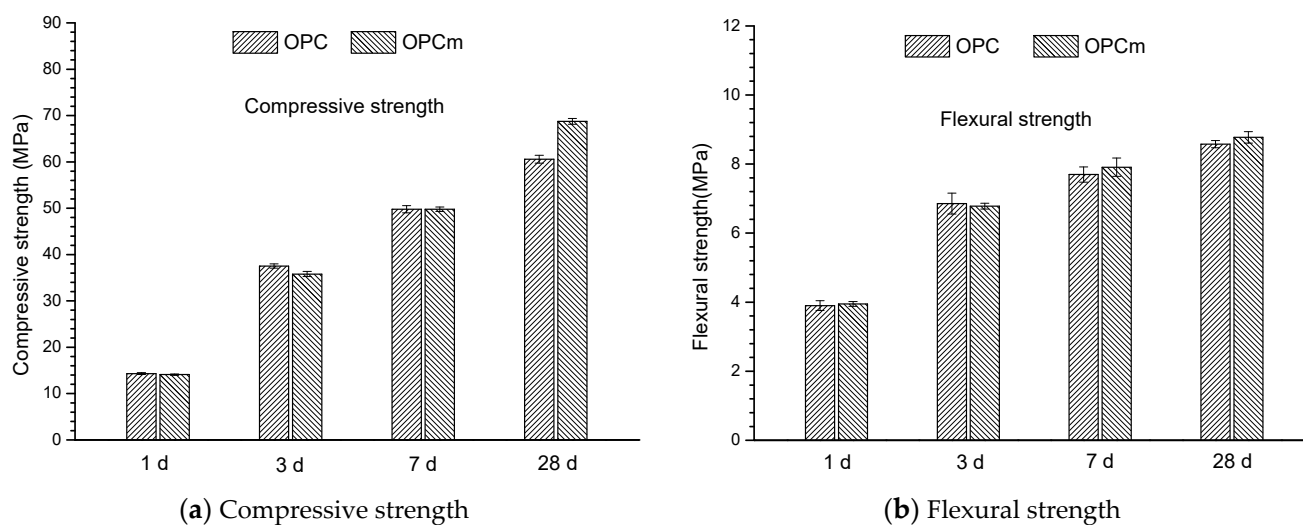 OPC OPCm
Compressive strength
Compressive strength (MPa)
90
80
70
60
50
40
30
20
10
0
1 d 3 d 7 d 28 d
(a) Compressive strength
OPC OPCm
Flexural strength
Flexural strength(MPa)
12
10
8
6
4
2
0
1 d 3 d 7 d 28 d
(b) Flexural strength